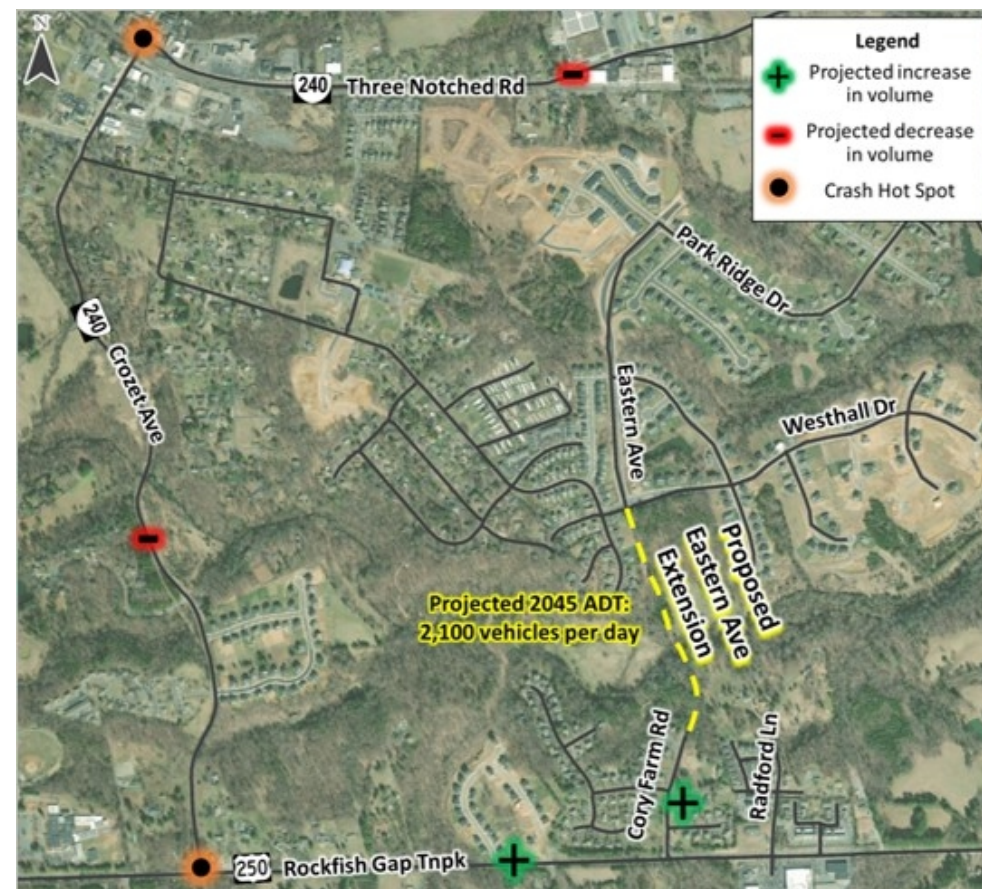 N
Legend
Projected increase
in volume
Projected decrease
in volume
Crash Hot Spot
240
Three Notched Rd
Park Ridge Dr
240
Crozet Ave
Eastern Ave
Westhall Dr
Proposed
Eastern Ave
Extension
Projected 2045 ADT:
2,100 vehicles per day
Cory Farm Rd
Radford Ln
250
Rockfish Gap Tnpk